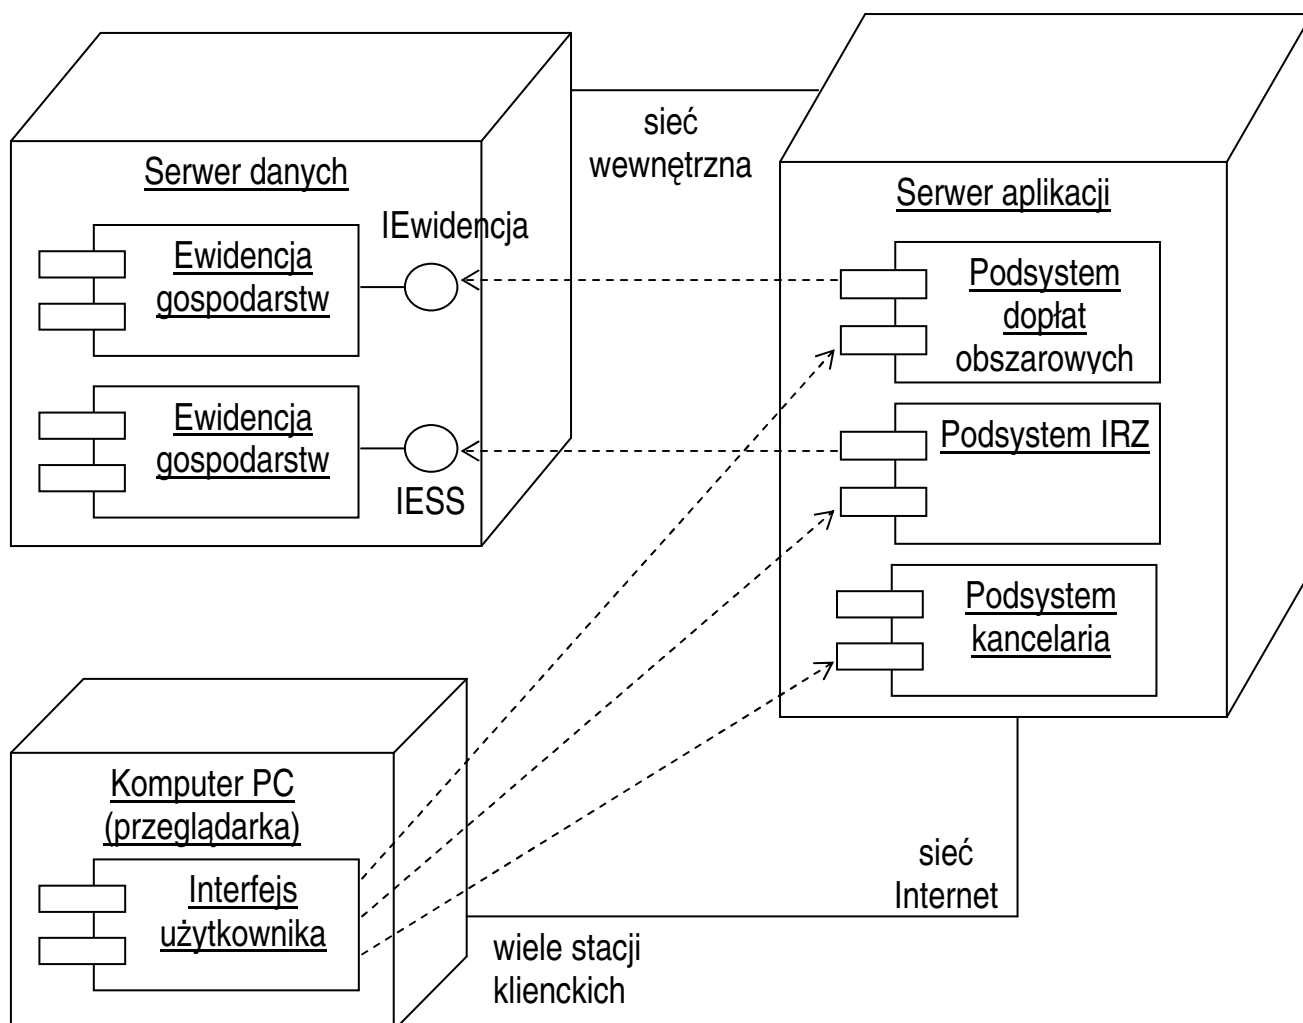 sieć
wewnętrzna
Serwer danych
IEwidencja
Ewidencja
gospodarstw
Ewidencja
gospodarstw
IESS
Serwer aplikacji
Podsystem
dopłat
obszarowych
Podsystem IRZ
Podsystem
kancelaria
Komputer PC
(przeglądarka)
Interfejs
użytkownika
sieć
Internet
wiele stacji
klienckich